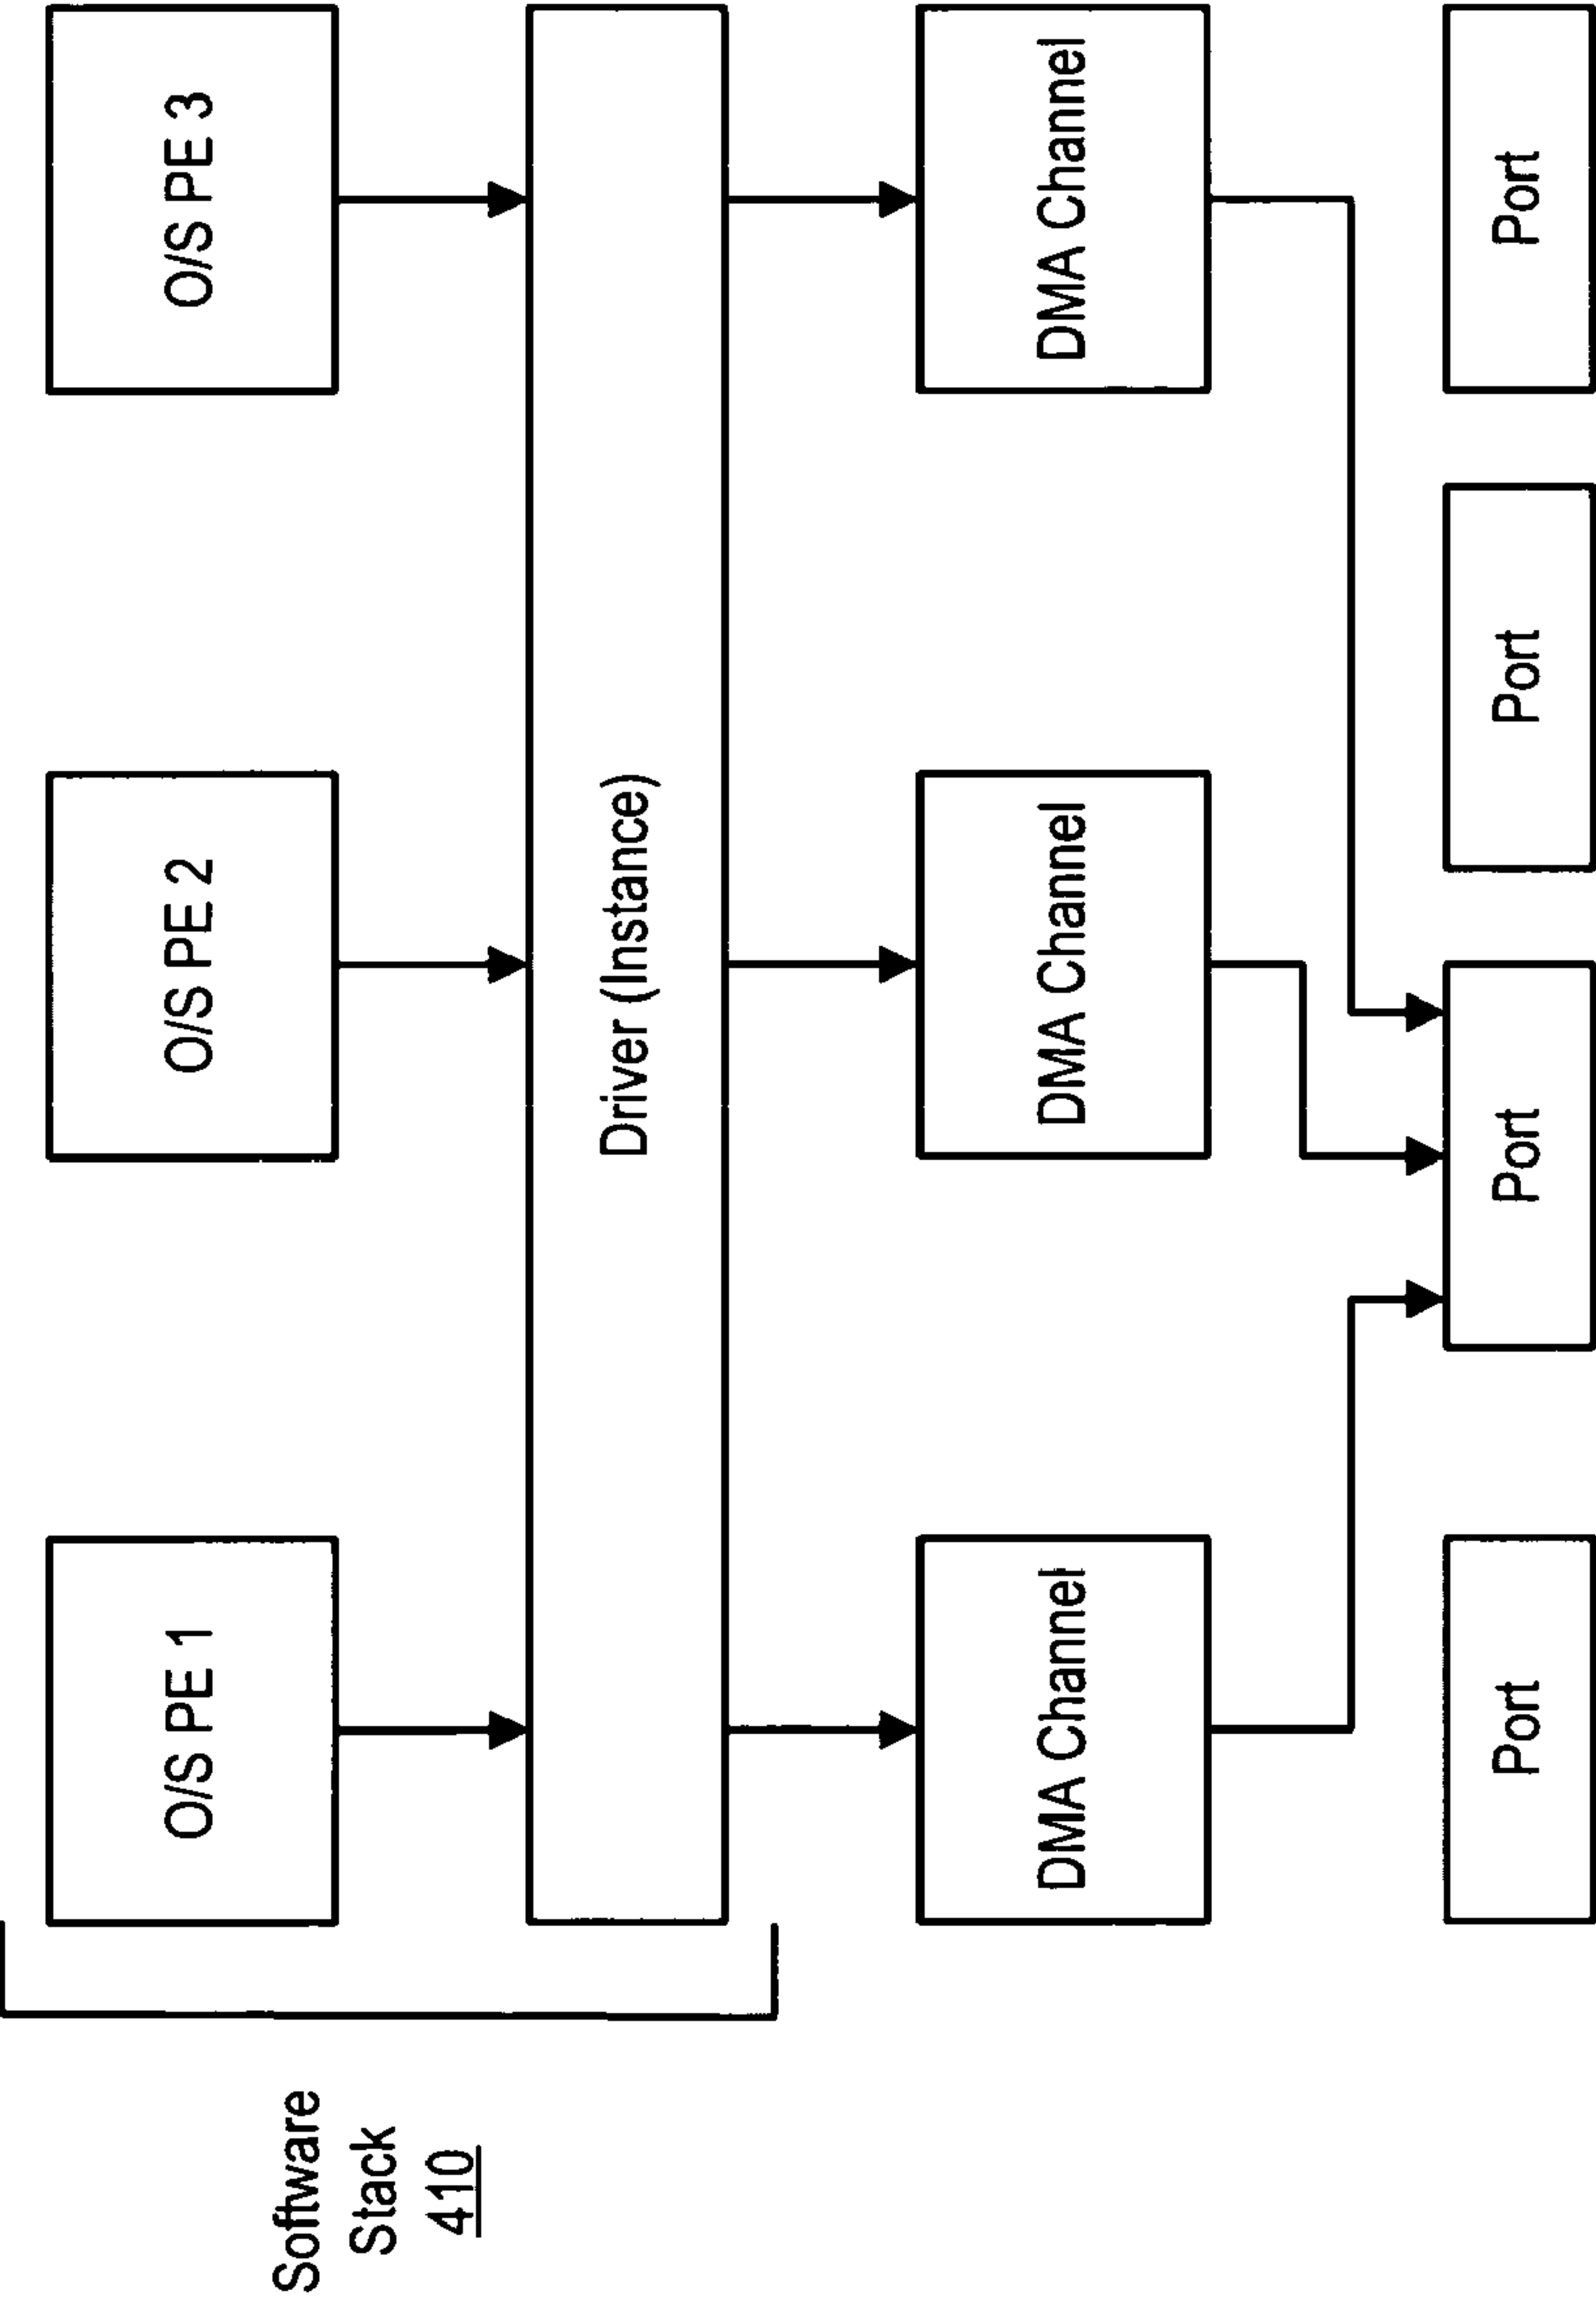 O/S PE 1
O/S PE 2
O/S PE 3
Software
Stack
410
Driver (Instance)
DMA Channel
DMA Channel
DMA Channel
Port
Port
Port
Port